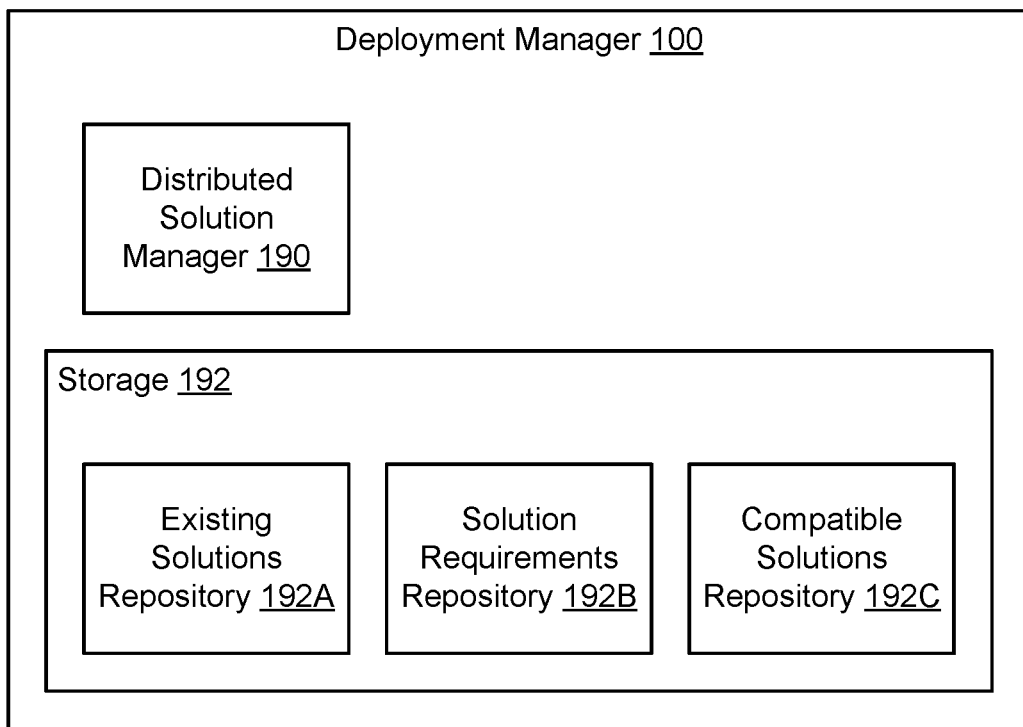 Deployment Manager 100
Distributed
Solution
Manager 190
Storage 192
Existing
Solutions
Repository 192A
Solution
Requirements
Repository 192B
Compatible
Solutions
Repository 192C